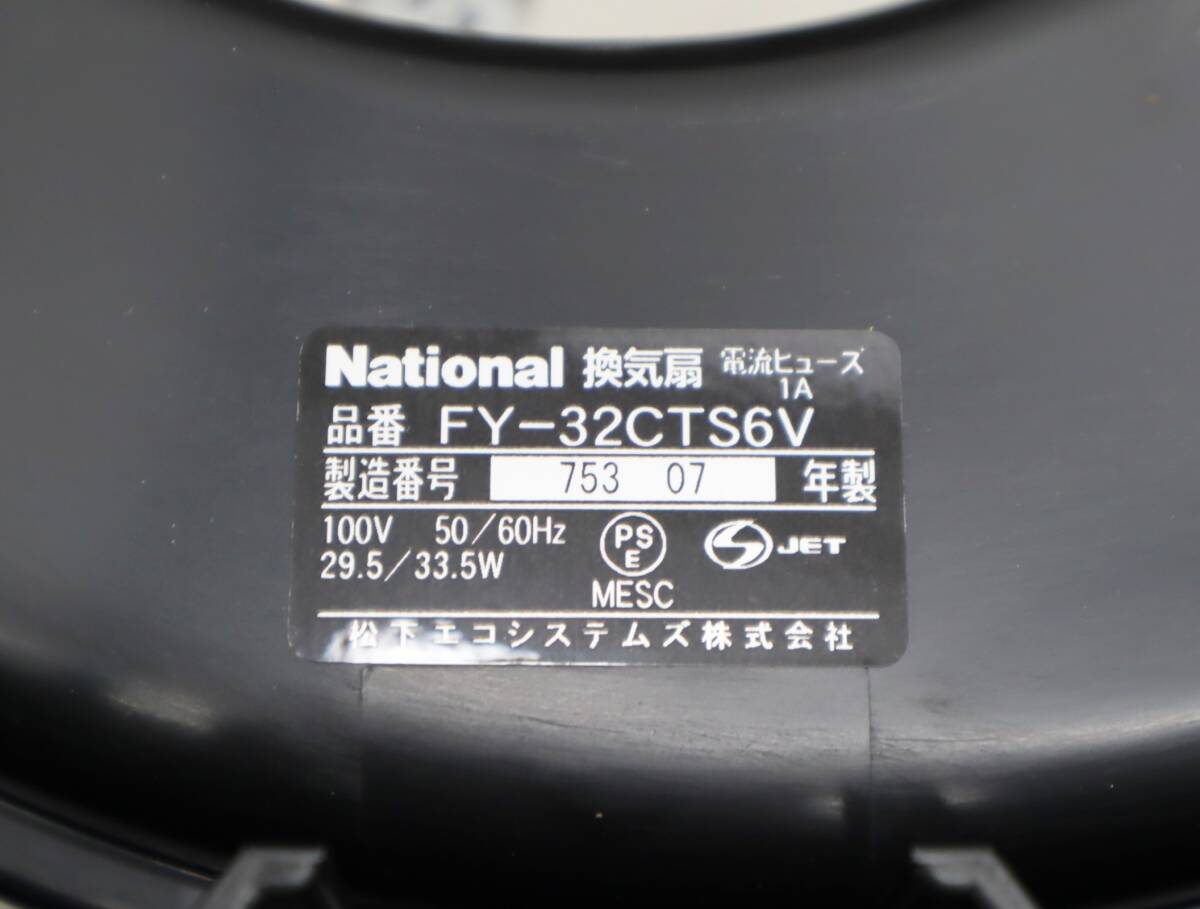 National 換気扇 電流ヒューズ
1A
品番 FY-32CTS6V
製造番号 753 07 年製
100V 50/60Hz PS E JET
29.5/33.5W
MESC
松下エコシステムズ株式会社